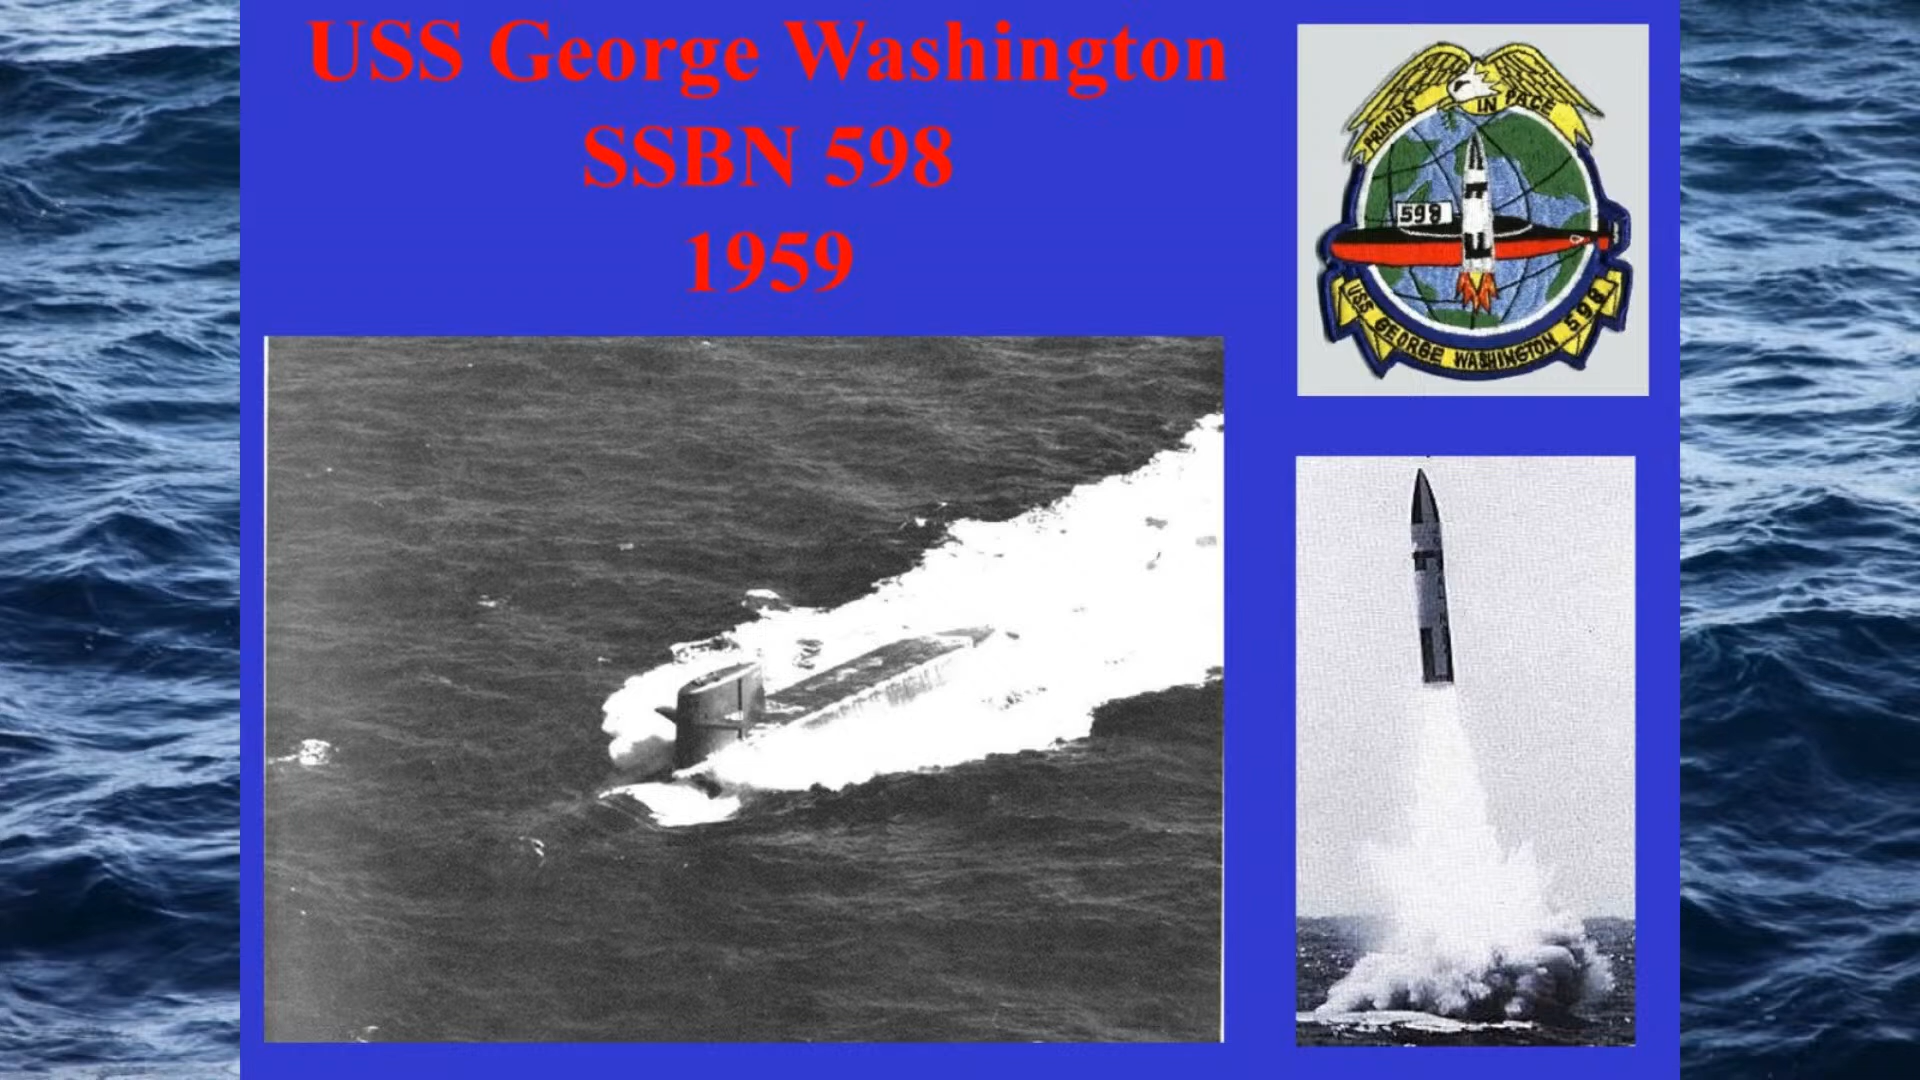 USS George Washington
SSBN 598
1959
PRIMUS IN PACE
598
USS GEORGE WASHINGTON 598